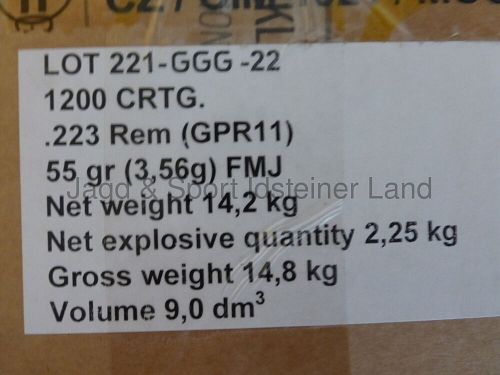 LOT 221-GGG -22
1200 CRTG.
.223 Rem (GPR11)
55 gr (3,56g) FMJ
Jagd & Sport Idsteiner Land
Net weight 14,2 kg
Net explosive quantity 2,25 kg
Gross weight 14,8 kg
Volume 9,0 dm³